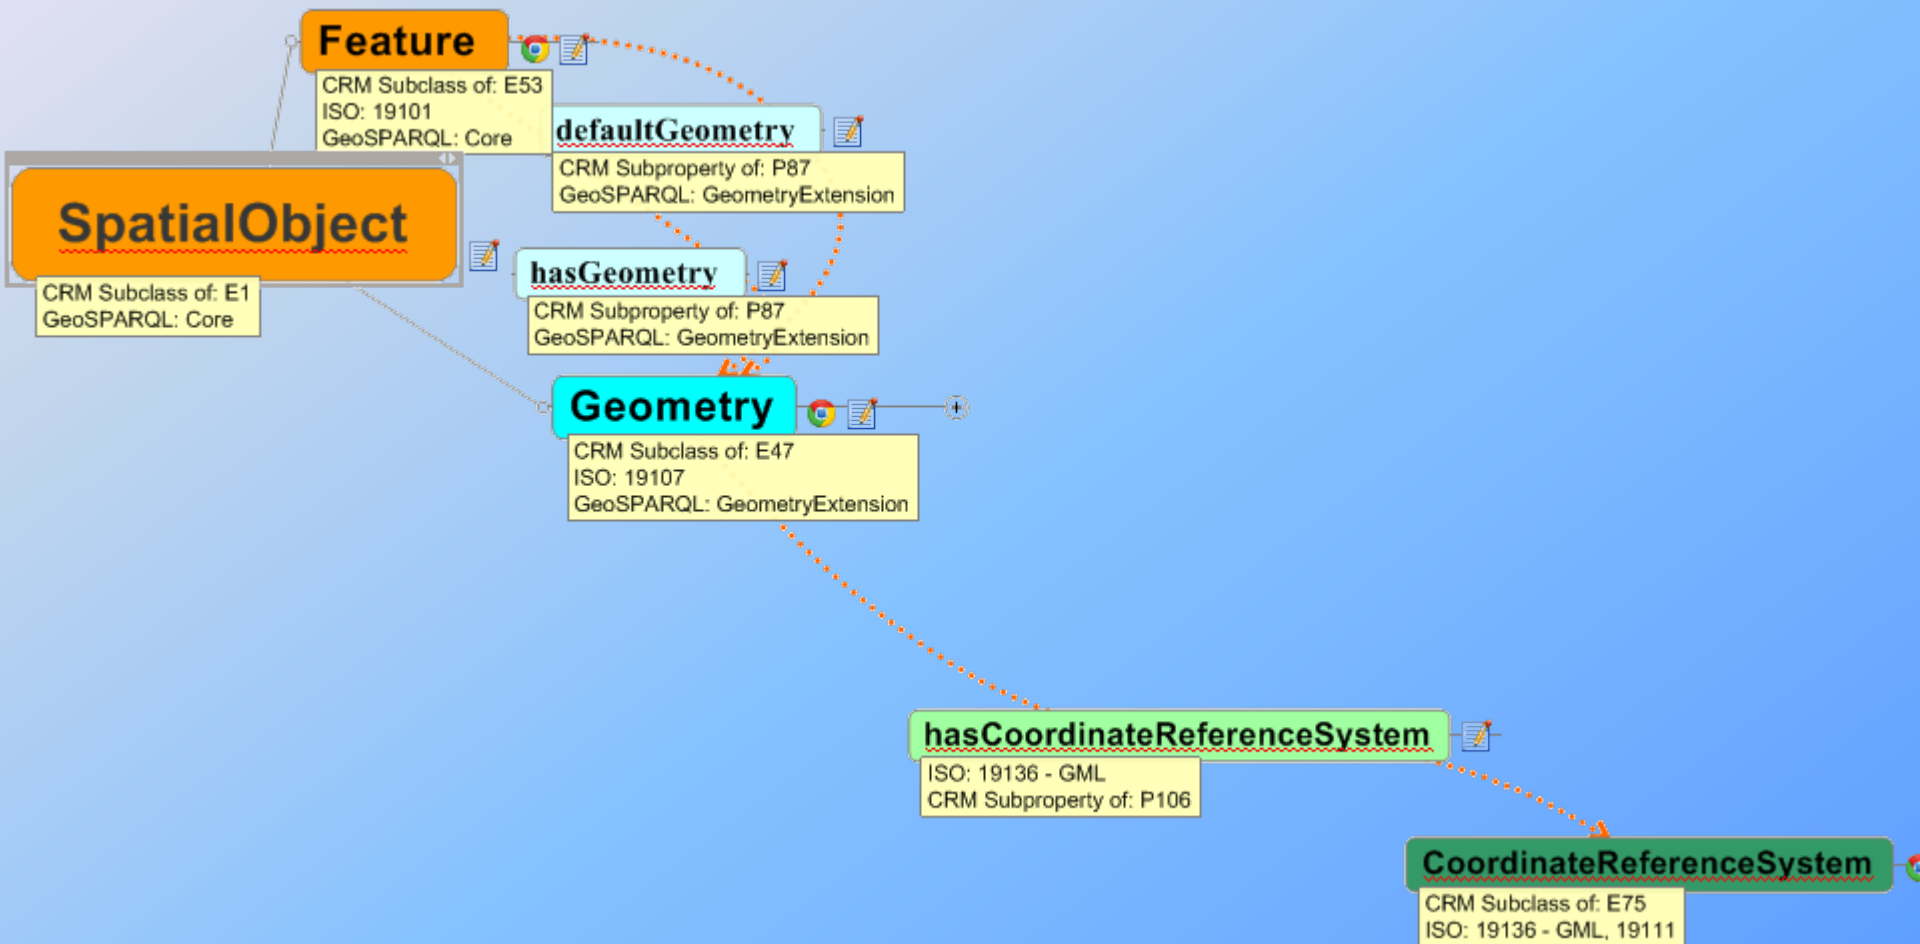 Feature
CRM Subclass of: E53
ISO: 19101
GeoSPARQL: Core
defaultGeometry
CRM Subproperty of: P87
GeoSPARQL: GeometryExtension
SpatialObject
CRM Subclass of: E1
GeoSPARQL: Core
hasGeometry
CRM Subproperty of: P87
GeoSPARQL: GeometryExtension
Geometry
CRM Subclass of: E47
ISO: 19107
GeoSPARQL: GeometryExtension
hasCoordinateReferenceSystem
ISO: 19136 - GML
CRM Subproperty of: P106
CoordinateReferenceSystem
CRM Subclass of: E75
ISO: 19136 - GML, 19111